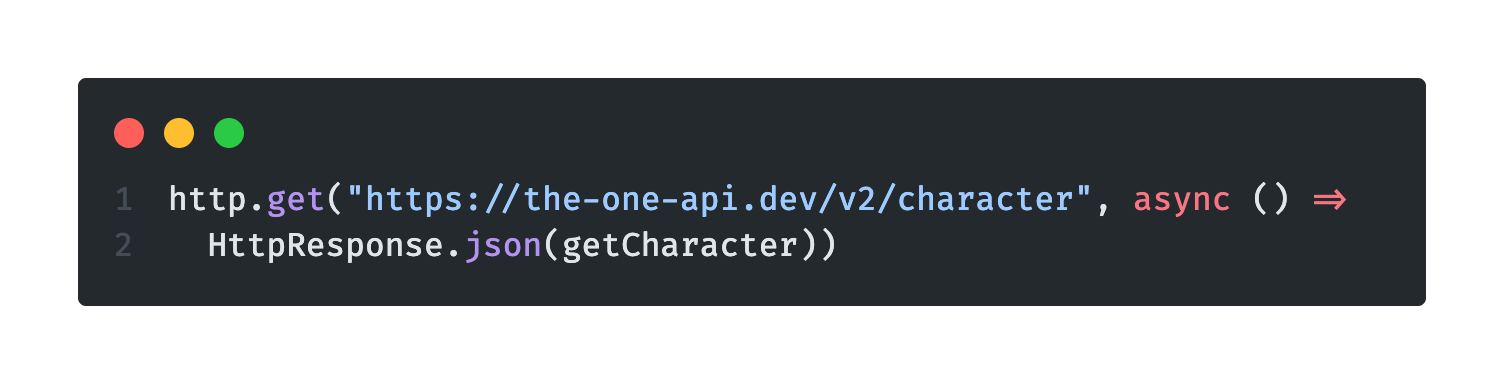 1 http.get("https://the-one-api.dev/v2/character", async () =>
2 HttpResponse.json(getCharacter))